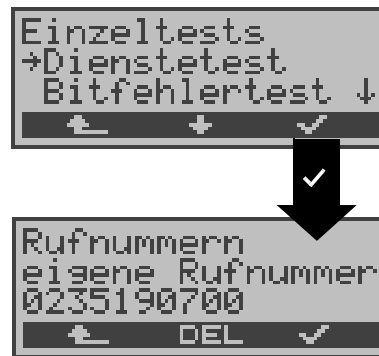 Einzeltests
→Dienstetest
Bitfehlertest ↓
Rufnummern
eigene Rufnummer
0235190700
DEL